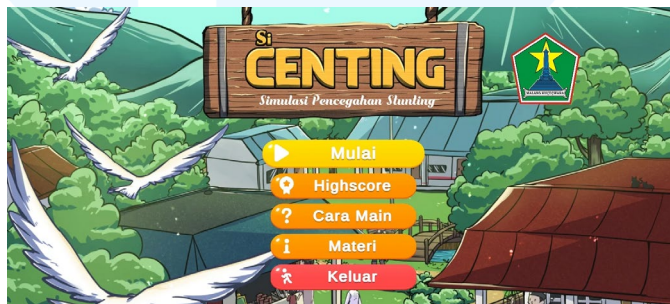 Si
CENTING
Simulasi Pencegahan Stunting
Mulai
Highscore
Cara Main
Materi
Keluar